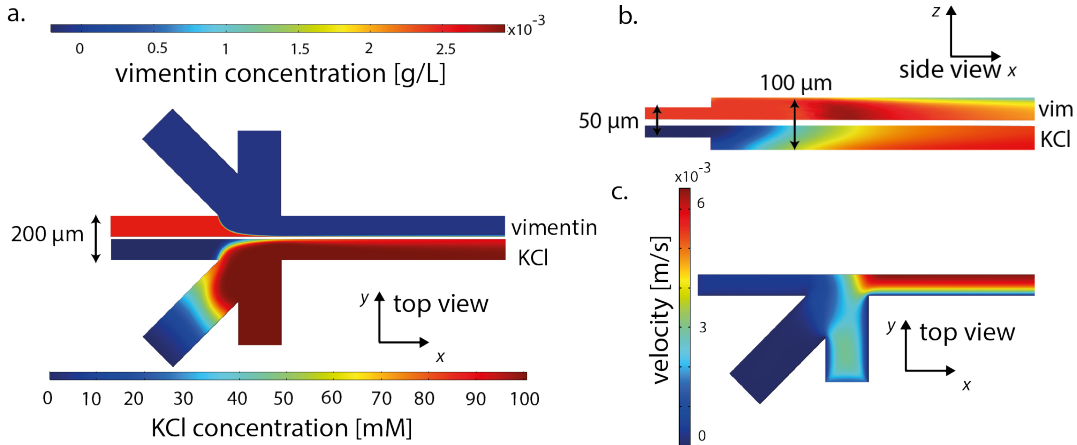 a.
x10⁻³
0 0.5 1 1.5 2 2.5
vimentin concentration [g/L]
200 µm
vimentin
KCl
y
top view
x
0 10 20 30 40 50 60 70 80 90 100
KCl concentration [mM]
b.
z
side view x
100 µm
50 µm
vim
KCl
c.
x10⁻³
6
3
0
velocity [m/s]
y
top view
x